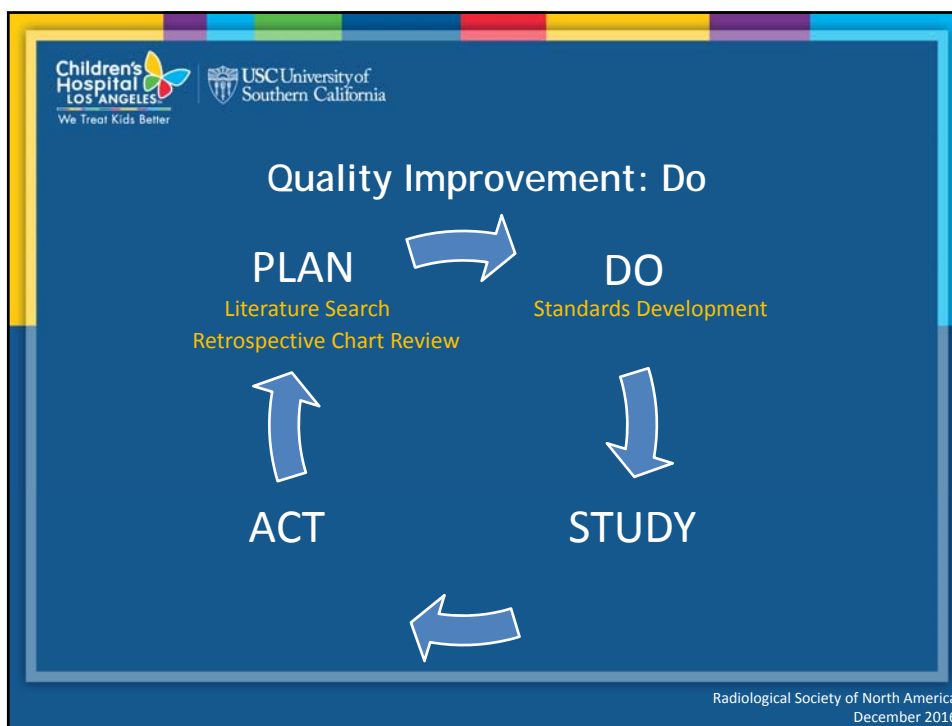 Children's
Hospital
LOS ANGELES
We Treat Kids Better
USC University of
Southern California
Quality Improvement: Do
PLAN
Literature Search
Retrospective Chart Review
DO
Standards Development
ACT
STUDY
Radiological Society of North America
December 2016